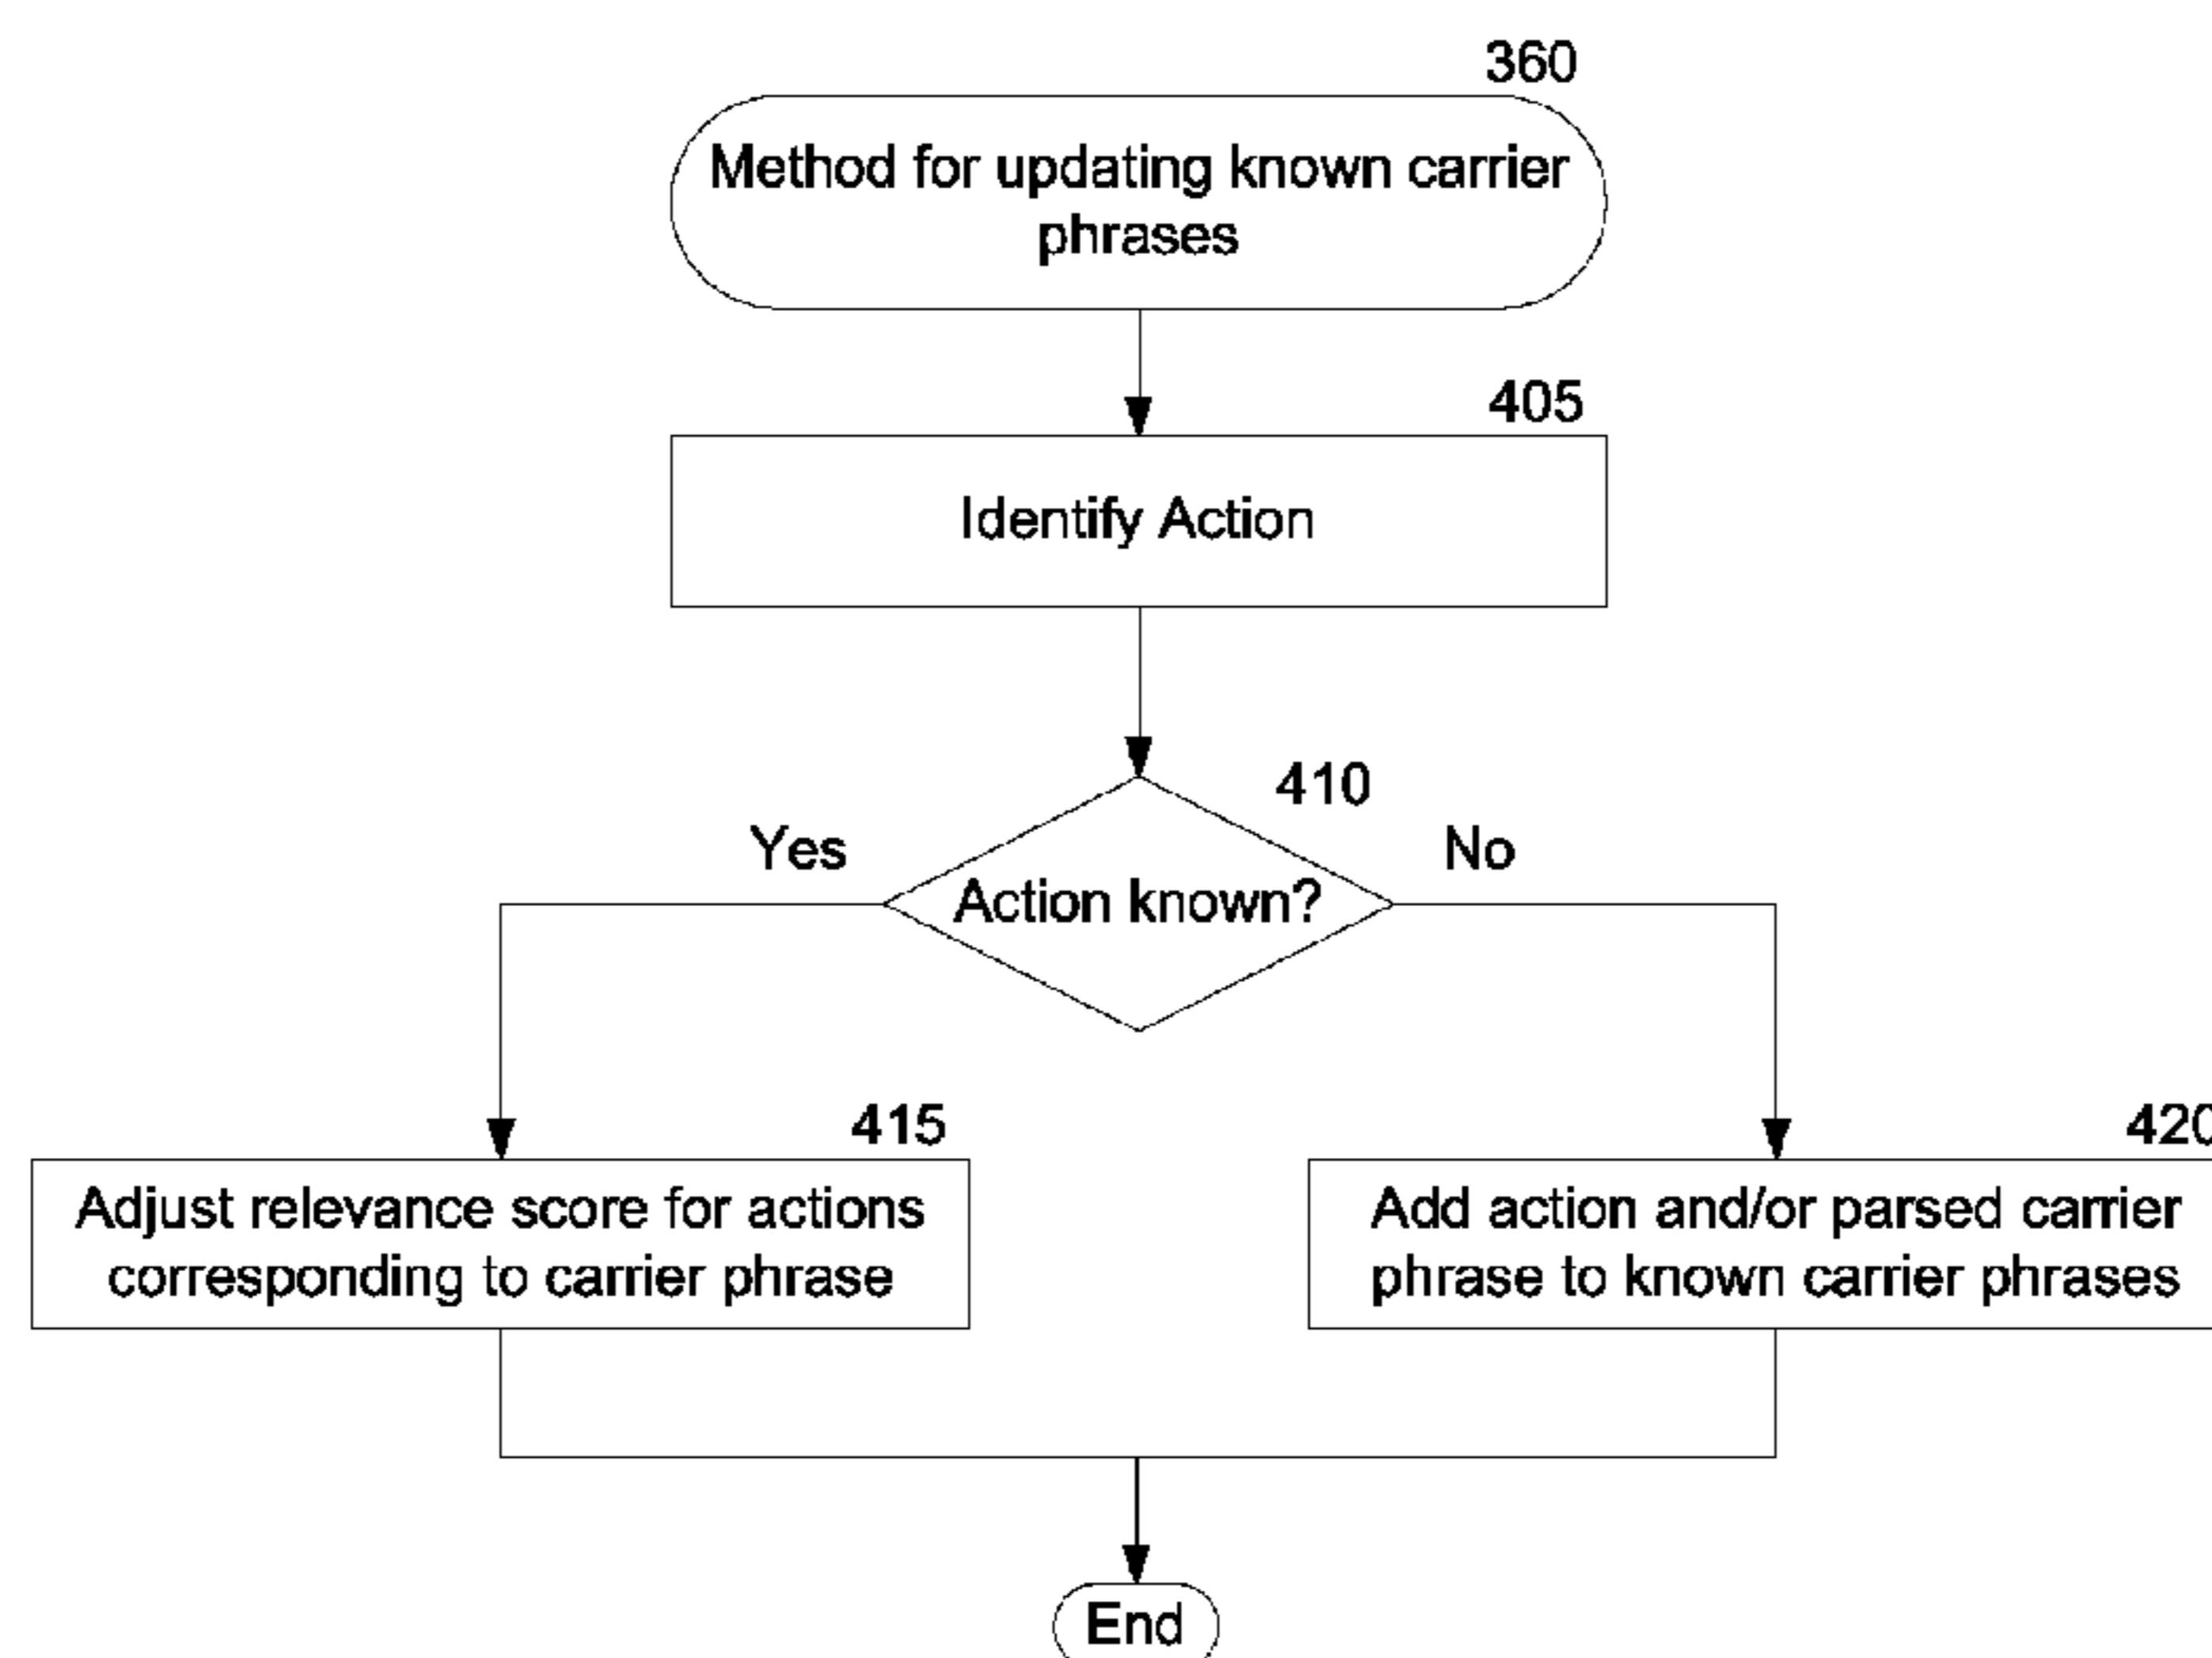 360
Method for updating known carrier
phrases
405
Identify Action
410
Yes
No
Action known?
415
420
Adjust relevance score for actions
corresponding to carrier phrase
Add action and/or parsed carrier
phrase to known carrier phrases
End